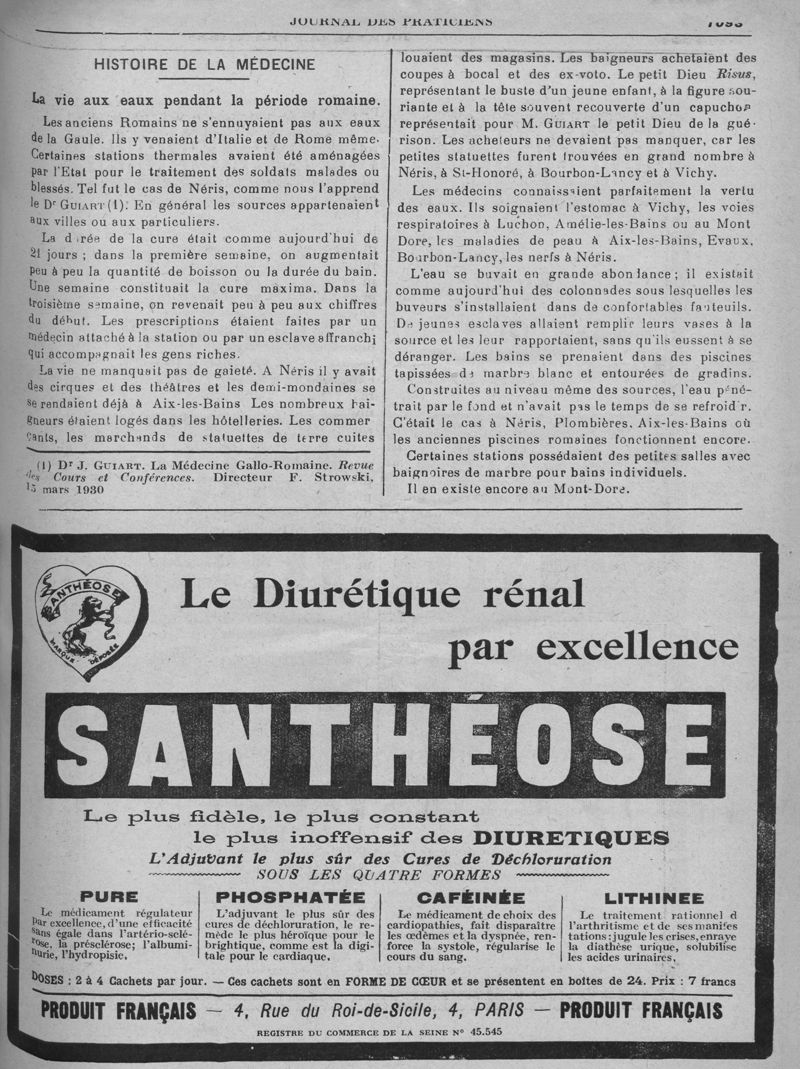 JOURNAL DES PRATICIENS
HISTOIRE DE LA MÉDECINE
La vie aux eaux pendant la période romaine.
Les anciens Romains ne s'ennuyaient pas aux eaux
de la Gaule. Ils y venaient d'Italie et de Rome même.
Certaines stations thermales avaient été aménagées
par l'Etat pour le traitement des soldats malades ou
blessés. Tel fut le cas de Néris, comme nous l'apprend
le Dr GUIART (1). En général les sources appartenaient
aux villes ou aux particuliers.
La durée de la cure était comme aujourd'hui de
21 jours ; dans la première semaine, on augmentait
peu à peu la quantité de boisson ou la durée du bain.
Une semaine constituait la cure maxima. Dans la
troisième semaine, on revenait peu à peu aux chiffres
du début. Les prescriptions étaient faites par un
médecin attaché à la station ou par un esclave affranchi
qui accompagnait les gens riches.
La vie ne manquait pas de gaieté. A Néris il y avait
des cirques et des théâtres et les demi-mondaines se
se rendaient déjà à Aix-les-Bains Les nombreux bai-
gneurs étaient logés dans les hôtelleries. Les commer
çants, les marchands de statuettes de terre cuites
(1) Dr J. GUIART. La Médecine Gallo-Romaine. Revue
des Cours et Conférences. Directeur F. Strowski,
15 mars 1930
louaient des magasins. Les baigneurs achetaient des
coupes à bocal et des ex-voto. Le petit Dieu Risus,
représentant le buste d'un jeune enfant, à la figure sou-
riante et à la tête souvent recouverte d'un capuchon
représentait pour M. GUIART le petit Dieu de la gué-
rison. Les acheteurs ne devaient pas manquer, car les
petites statuettes furent trouvées en grand nombre à
Néris, à St-Honoré, à Bourbon-Lancy et à Vichy.
Les médecins connaissaient parfaitement la vertu
des eaux. Ils soignaient l'estomac à Vichy, les voies
respiratoires à Luchon, Amélie-les-Bains ou au Mont
Dore, les maladies de peau à Aix-les-Bains, Evaux,
Bourbon-Lancy, les nerfs à Néris.
L'eau se buvait en grande abondance ; il existait
comme aujourd'hui des colonnades sous lesquelles les
buveurs s'installaient dans de confortables fauteuils.
De jeunes esclaves allaient remplir leurs vases à la
source et les leur rapportaient, sans qu'ils eussent à se
déranger. Les bains se prenaient dans des piscines
tapissées de marbre blanc et entourées de gradins.
Construites au niveau même des sources, l'eau péné-
trait par le fond et n'avait pas le temps de se refroidir.
C'était le cas à Néris, Plombières. Aix-les-Bains où
les anciennes piscines romaines fonctionnent encore.
Certaines stations possédaient des petites salles avec
baignoires de marbre pour bains individuels.
Il en existe encore au Mont-Dore.
SANTHÉOSE
MARQUE DÉPOSÉE
Le Diurétique rénal
par excellence
SANTHÉOSE
Le plus fidèle, le plus constant
le plus inoffensif des DIURETIQUES
L'Adjuvant le plus sûr des Cures de Déchloruration
SOUS LES QUATRE FORMES
PURE
Le médicament régulateur
par excellence, d'une efficacité
sans égale dans l'artério-sclé-
rose, la présclérose; l'albumi-
nurie, l'hydropisie.
PHOSPHATÉE
L'adjuvant le plus sûr des
cures de déchloruration, le re-
mède le plus héroïque pour le
brightique, comme est la digi-
tale pour le cardiaque.
CAFÉINÉE
Le médicament de choix des
cardiopathies, fait disparaître
les œdèmes et la dyspnée, ren-
force la systole, régularise le
cours du sang.
LITHINEE
Le traitement rationnel d
l'arthritisme et de ses manifes
tations : jugule les crises, enraye
la diathèse urique, solubilise
les acides urinaires.
DOSES : 2 à 4 Cachets par jour. — Ces cachets sont en FORME DE CŒUR et se présentent en boîtes de 24. Prix : 7 francs
PRODUIT FRANÇAIS — 4, Rue du Roi-de-Sicile, 4, PARIS — PRODUIT FRANÇAIS
REGISTRE DU COMMERCE DE LA SEINE N° 45.545